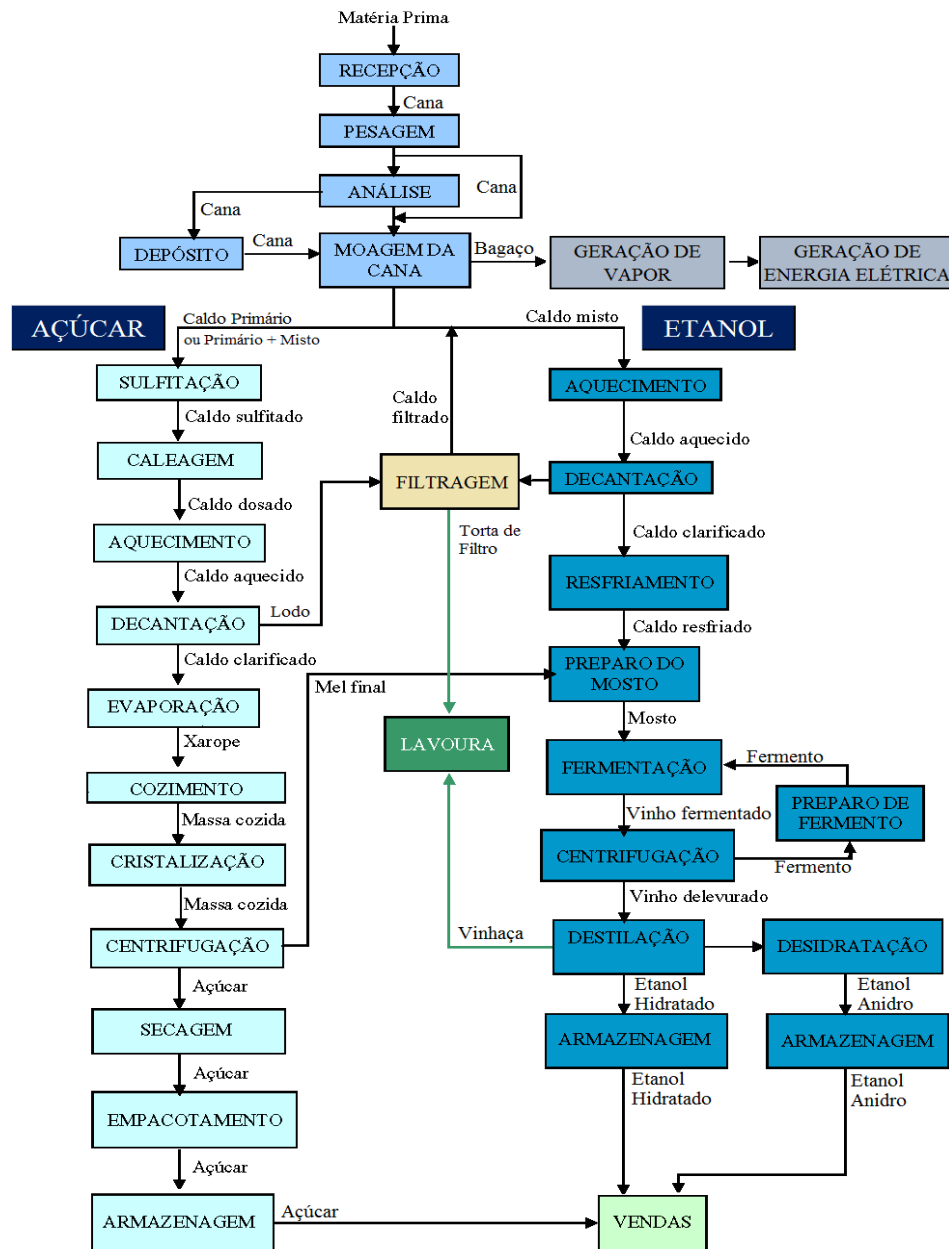 Matéria Prima
RECEPÇÃO
Cana
PESAGEM
ANÁLISE
Cana
Cana
DEPÓSITO
Cana
MOAGEM DA
CANA
Bagaço
GERAÇÃO DE
VAPOR
GERAÇÃO DE
ENERGIA ELÉTRICA
AÇÚCAR
Caldo Primário
ou Primário + Misto
Caldo misto
ETANOL
SULFITAÇÃO
Caldo sulfitado
CALEAGEM
Caldo dosado
AQUECIMENTO
Caldo aquecido
DECANTAÇÃO
Lodo
Caldo clarificado
EVAPORAÇÃO
Xarope
COZIMENTO
Massa cozida
CRISTALIZAÇÃO
Massa cozida
CENTRIFUGAÇÃO
Açúcar
SECAGEM
Açúcar
EMPACOTAMENTO
Açúcar
ARMAZENAGEM
Açúcar
Caldo
filtrado
FILTRAGEM
Torta de
Filtro
Mel final
LAVOURA
Vinhaça
AQUECIMENTO
Caldo aquecido
DECANTAÇÃO
Caldo clarificado
RESFRIAMENTO
Caldo resfriado
PREPARO DO
MOSTO
Mosto
FERMENTAÇÃO
Fermento
PREPARO DE
FERMENTO
Vinho fermentado
CENTRIFUGAÇÃO
Fermento
Vinho delevurado
DESTILAÇÃO
DESIDRATAÇÃO
Etanol
Hidratado
Etanol
Anidro
ARMAZENAGEM
ARMAZENAGEM
Etanol
Hidratado
Etanol
Anidro
VENDAS